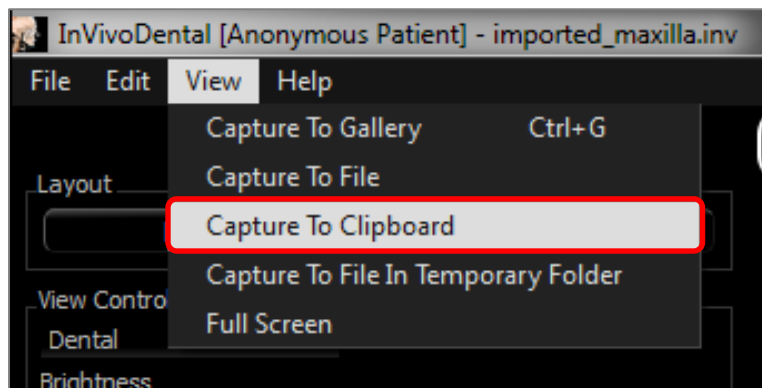 InVivoDental [Anonymous Patient] - imported_maxilla.inv
File Edit View Help
Capture To Gallery Ctrl+G
Capture To File
Layout
Capture To Clipboard
Capture To File In Temporary Folder
View Contro
Full Screen
Dental
Brightness